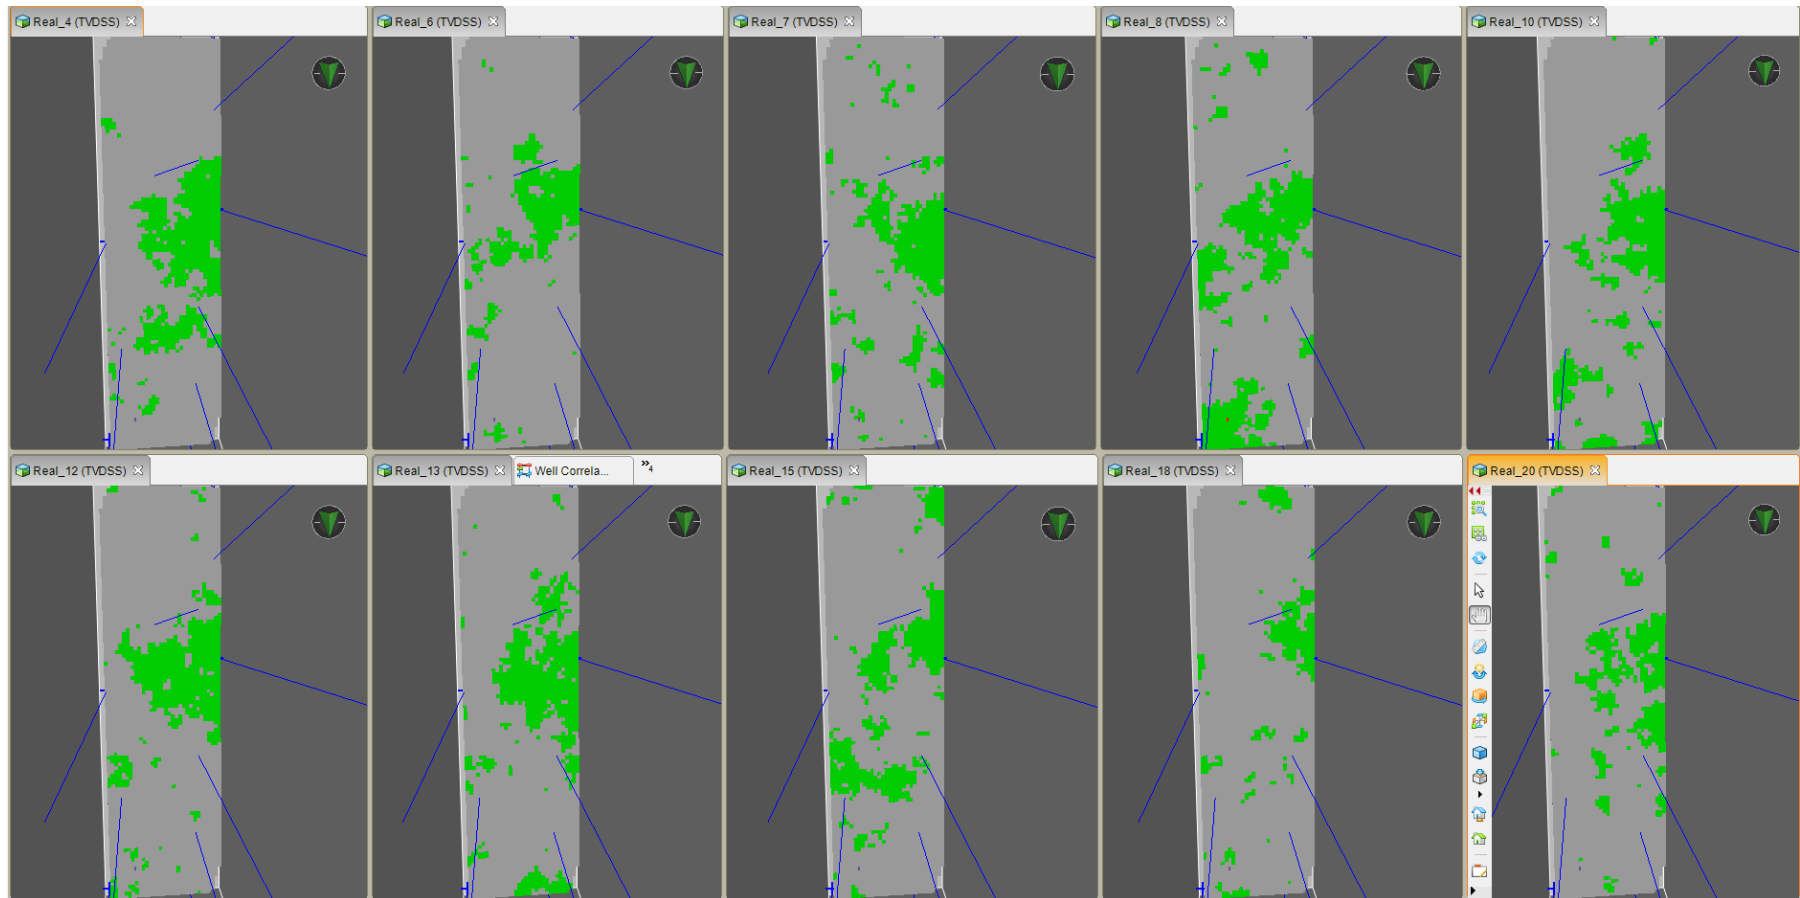 Real_4 (TVDSS)
Real_6 (TVDSS)
Real_7 (TVDSS)
Real_8 (TVDSS)
Real_10 (TVDSS)
Real_12 (TVDSS)
Real_13 (TVDSS)
Well Correla...
»4
Real_15 (TVDSS)
Real_18 (TVDSS)
Real_20 (TVDSS)